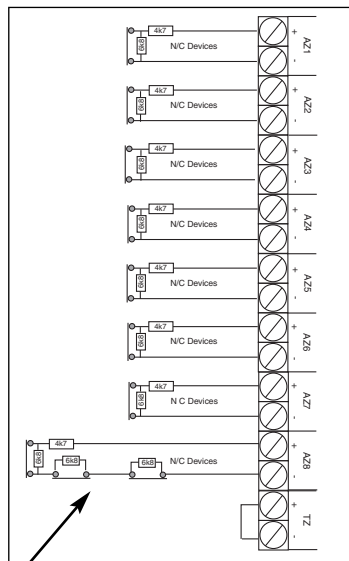 4k7
6k8
N/C Devices
+
-
AZ1
4k7
6k8
N/C Devices
+
-
AZ2
4k7
6k8
N/C Devices
+
-
AZ3
4k7
6k8
N/C Devices
+
-
AZ4
4k7
6k8
N/C Devices
+
-
AZ5
4k7
6k8
N/C Devices
+
-
AZ6
4k7
6k8
N C Devices
+
-
AZ7
4k7
6k8
6k8
6k8
N/C Devices
+
-
AZ8
+
-
TZ